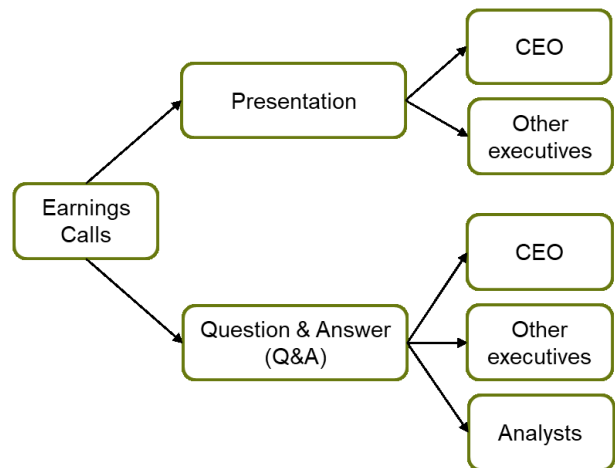 CEO
Presentation
Other
executives
Earnings
Calls
CEO
Question & Answer
(Q&A)
Other
executives
Analysts